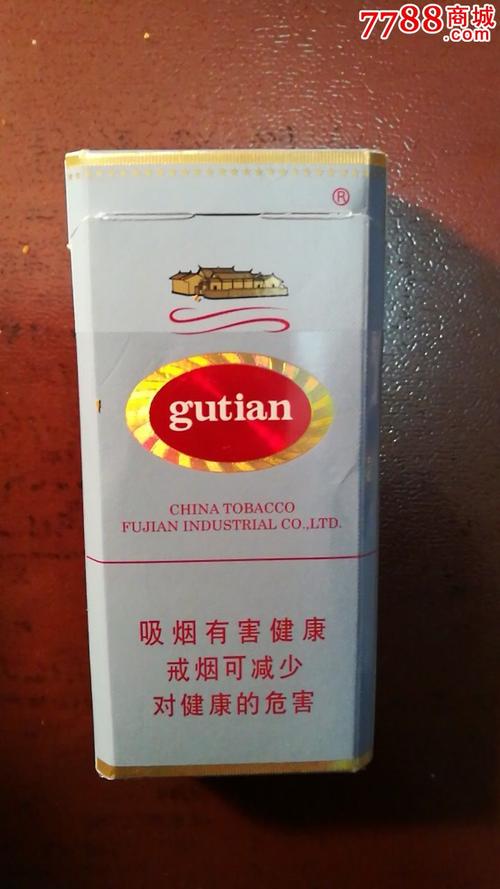 7788商城
®
gutian
CHINA TOBACCO
FUJIAN INDUSTRIAL CO.,LTD.
吸烟有害健康
戒烟可减少
对健康的危害